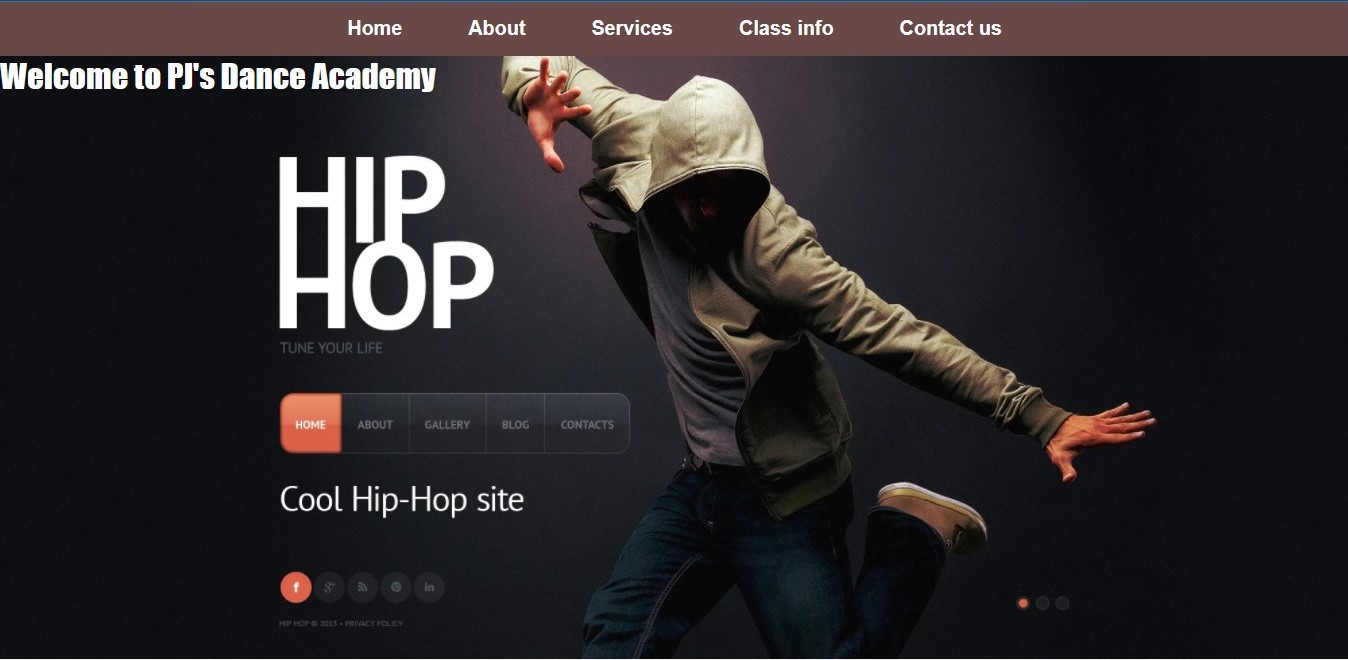 Home About Services Class info Contact us
Welcome to PJ's Dance Academy
HIP
HOP
TUNE YOUR LIFE
HOME ABOUT GALLERY BLOG CONTACTS
Cool Hip-Hop site
f g+ in
HIP HOP © 2013 • PRIVACY POLICY